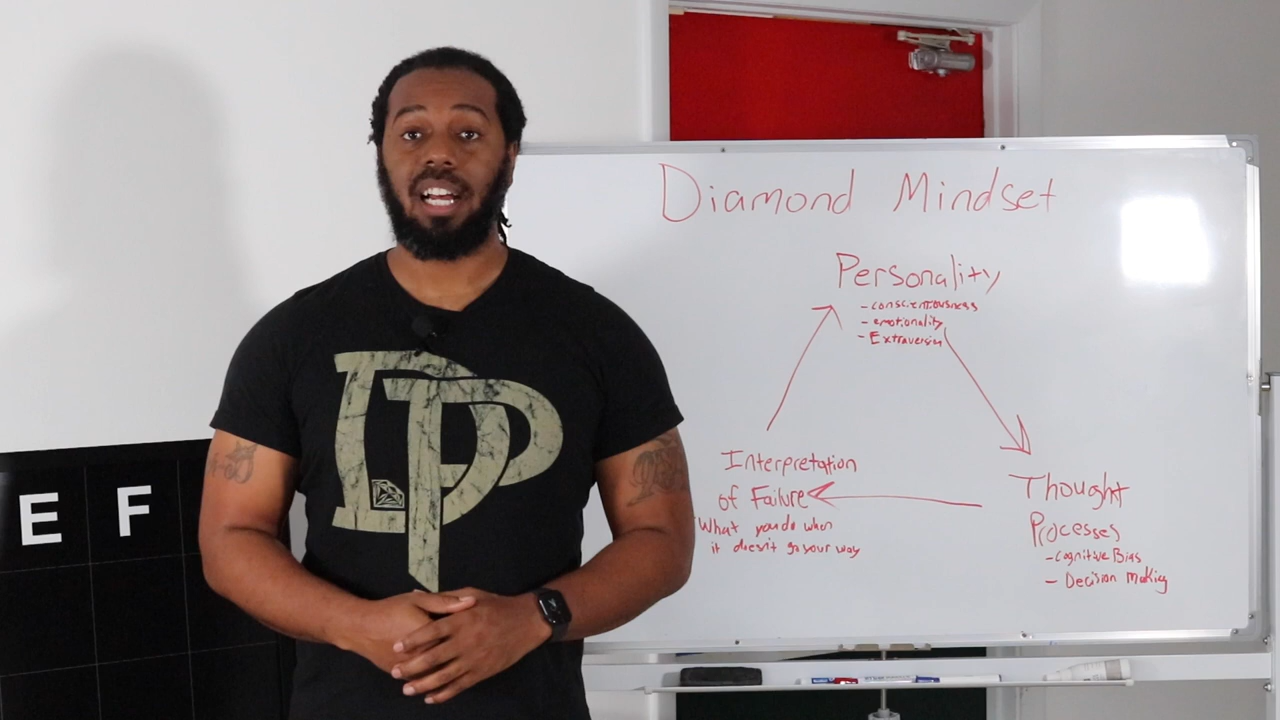 Diamond Mindset
Personality
- conscientiousness
- emotionality
- Extraversion
Interpretation
of Failure
What you do when
it doesn't go your way
Thought
Processes
- Cognitive Bias
- Decision Making
DP
E F